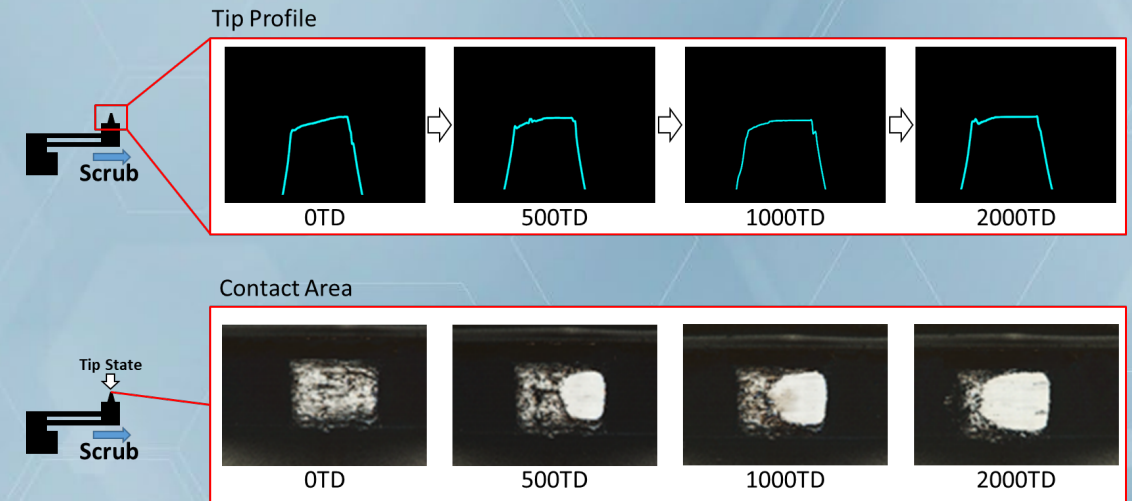 Tip Profile
Scrub
0TD
500TD
1000TD
2000TD
Contact Area
Tip State
Scrub
0TD
500TD
1000TD
2000TD